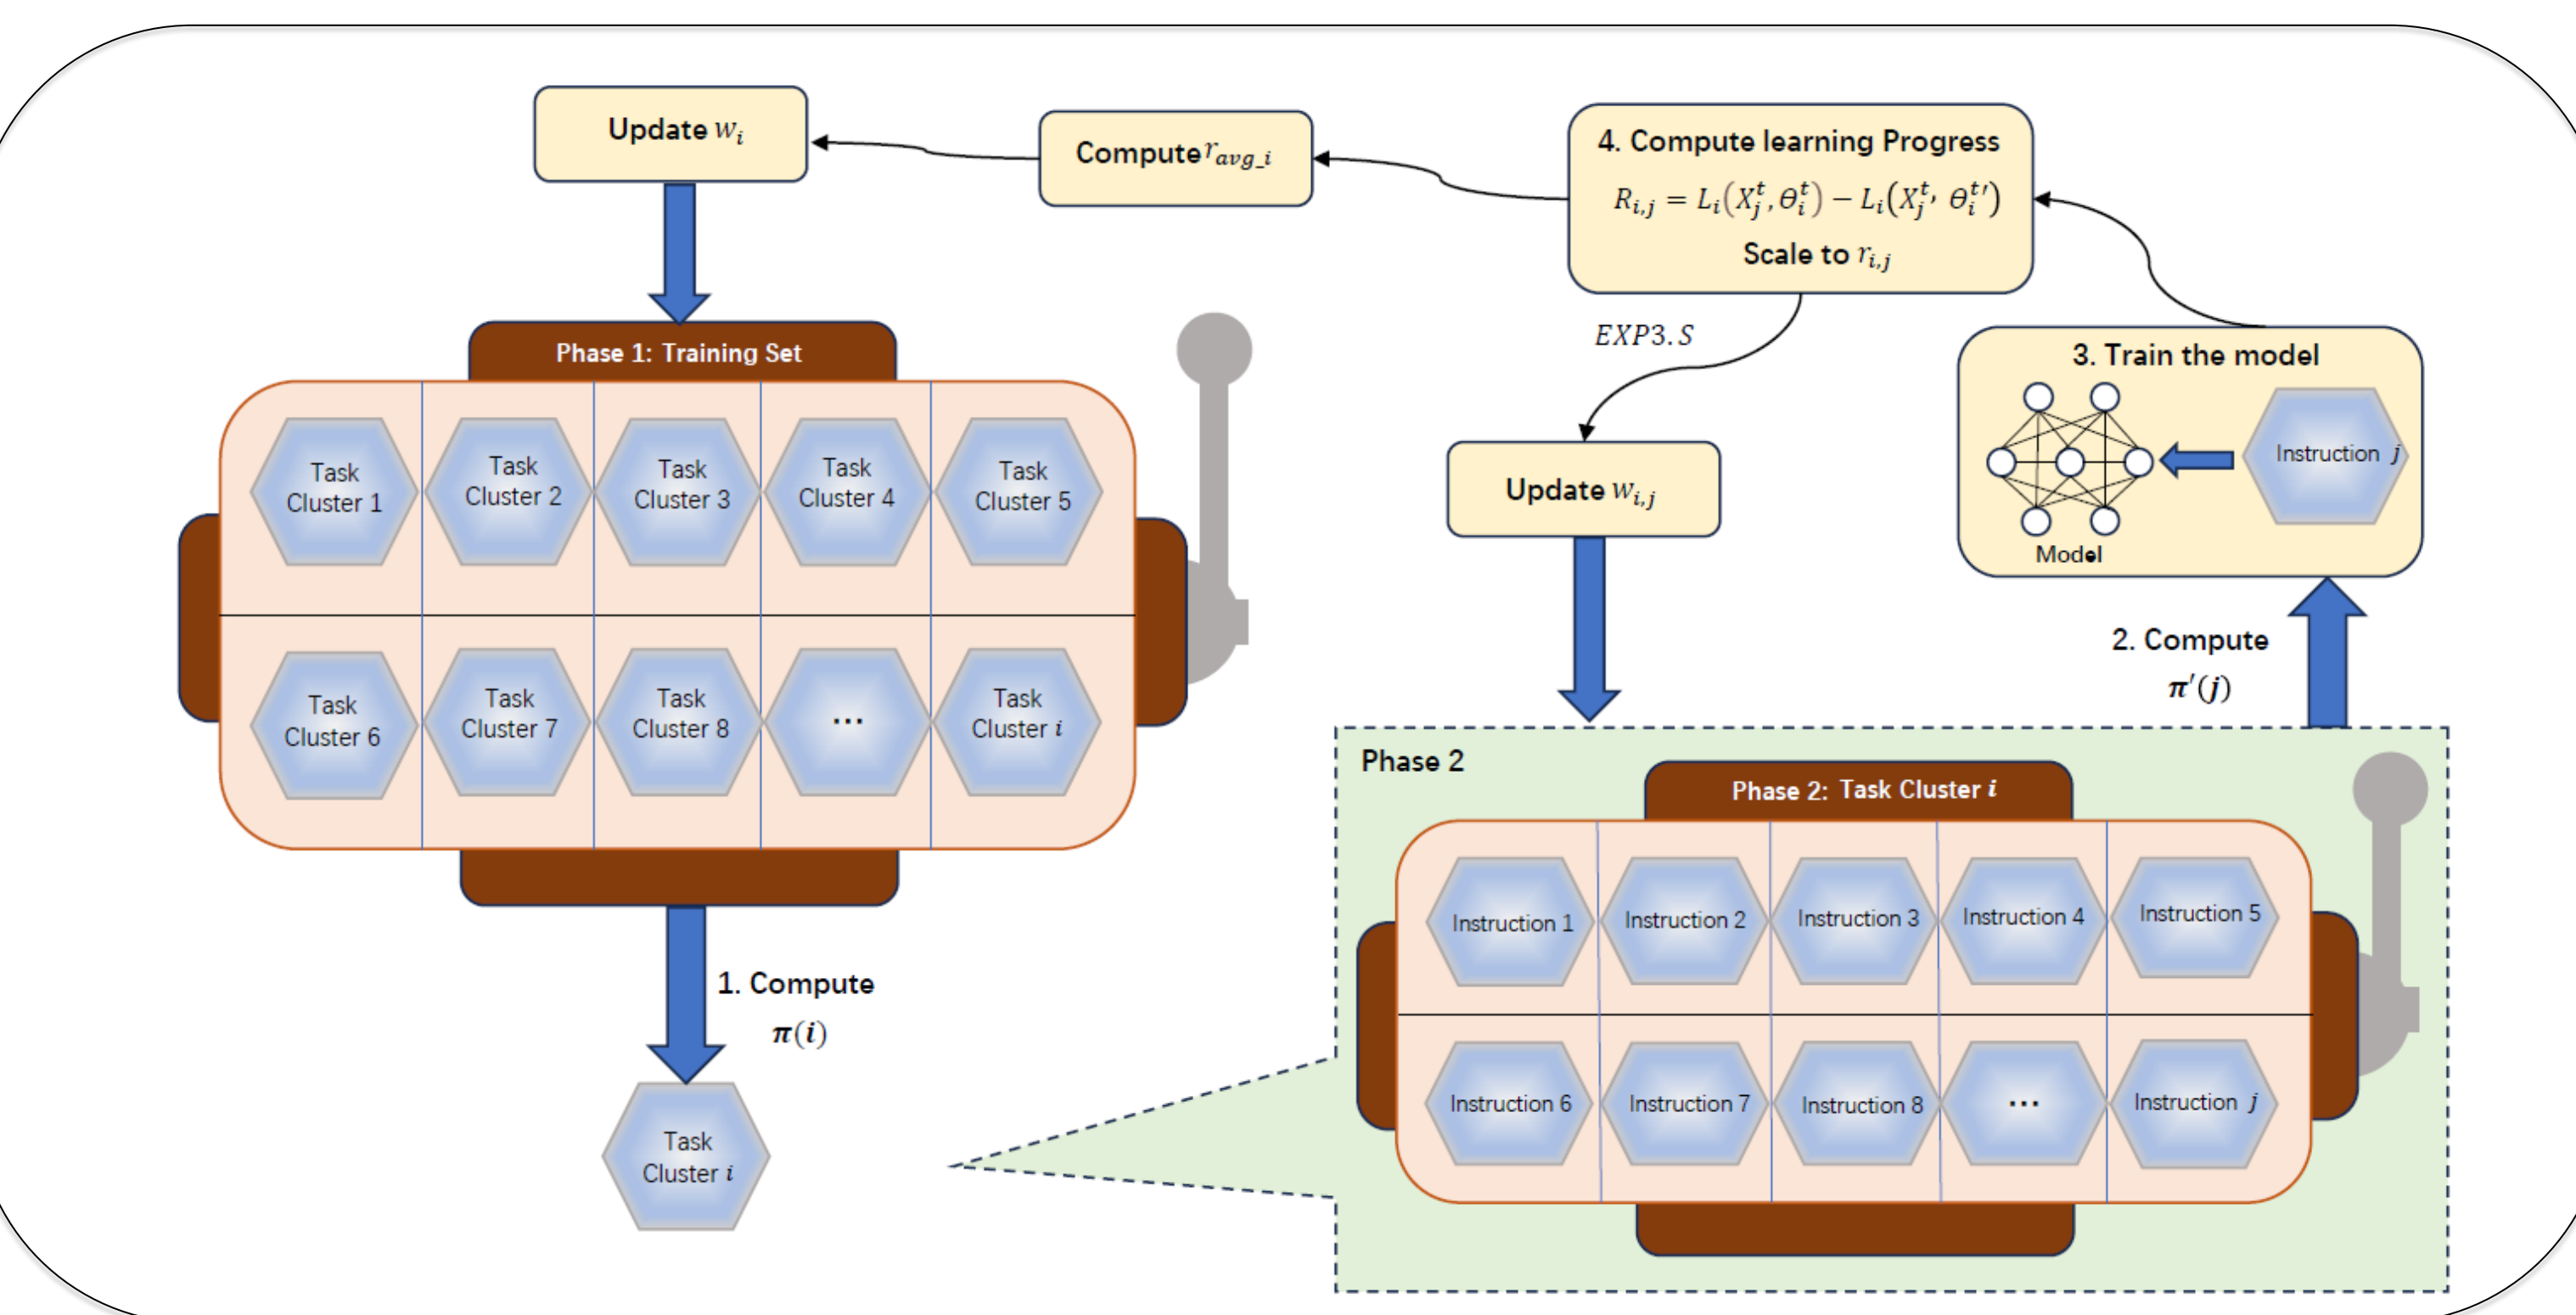 Update wᵢ
Compute r_avg_i
4. Compute learning Progress
R_{i,j} = L_i(X_j^t, θ_i^t) − L_i(X_j^t, θ_i^{t′})
Scale to r_{i,j}
EXP3.S
Update w_{i,j}
3. Train the model
Instruction j
Model
Phase 1: Training Set
Task
Cluster 1
Task
Cluster 2
Task
Cluster 3
Task
Cluster 4
Task
Cluster 5
Task
Cluster 6
Task
Cluster 7
Task
Cluster 8
...
Task
Cluster i
1. Compute
π(i)
Task
Cluster i
2. Compute
π′(j)
Phase 2
Phase 2: Task Cluster i
Instruction 1
Instruction 2
Instruction 3
Instruction 4
Instruction 5
Instruction 6
Instruction 7
Instruction 8
...
Instruction j